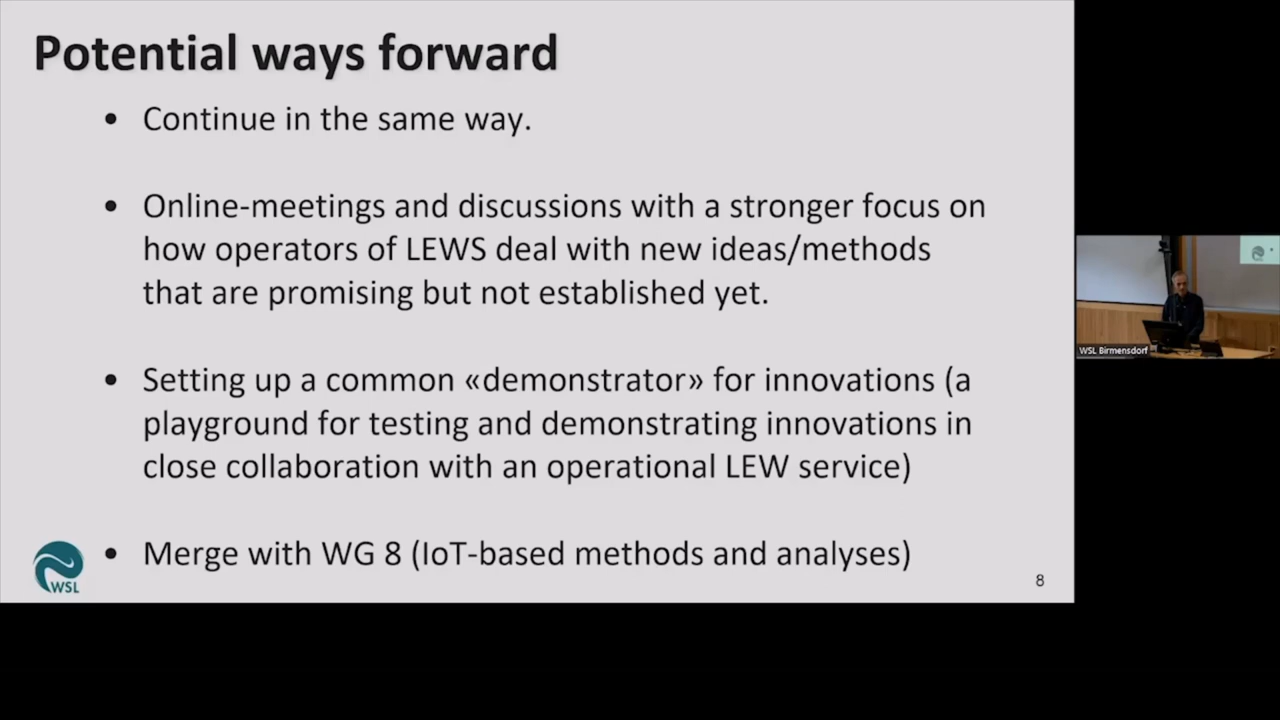 Potential ways forward
• Continue in the same way.
• Online-meetings and discussions with a stronger focus on
how operators of LEWS deal with new ideas/methods
that are promising but not established yet.
• Setting up a common «demonstrator» for innovations (a
playground for testing and demonstrating innovations in
close collaboration with an operational LEW service)
• Merge with WG 8 (IoT-based methods and analyses)
WSL
8
WSL Birmensdorf